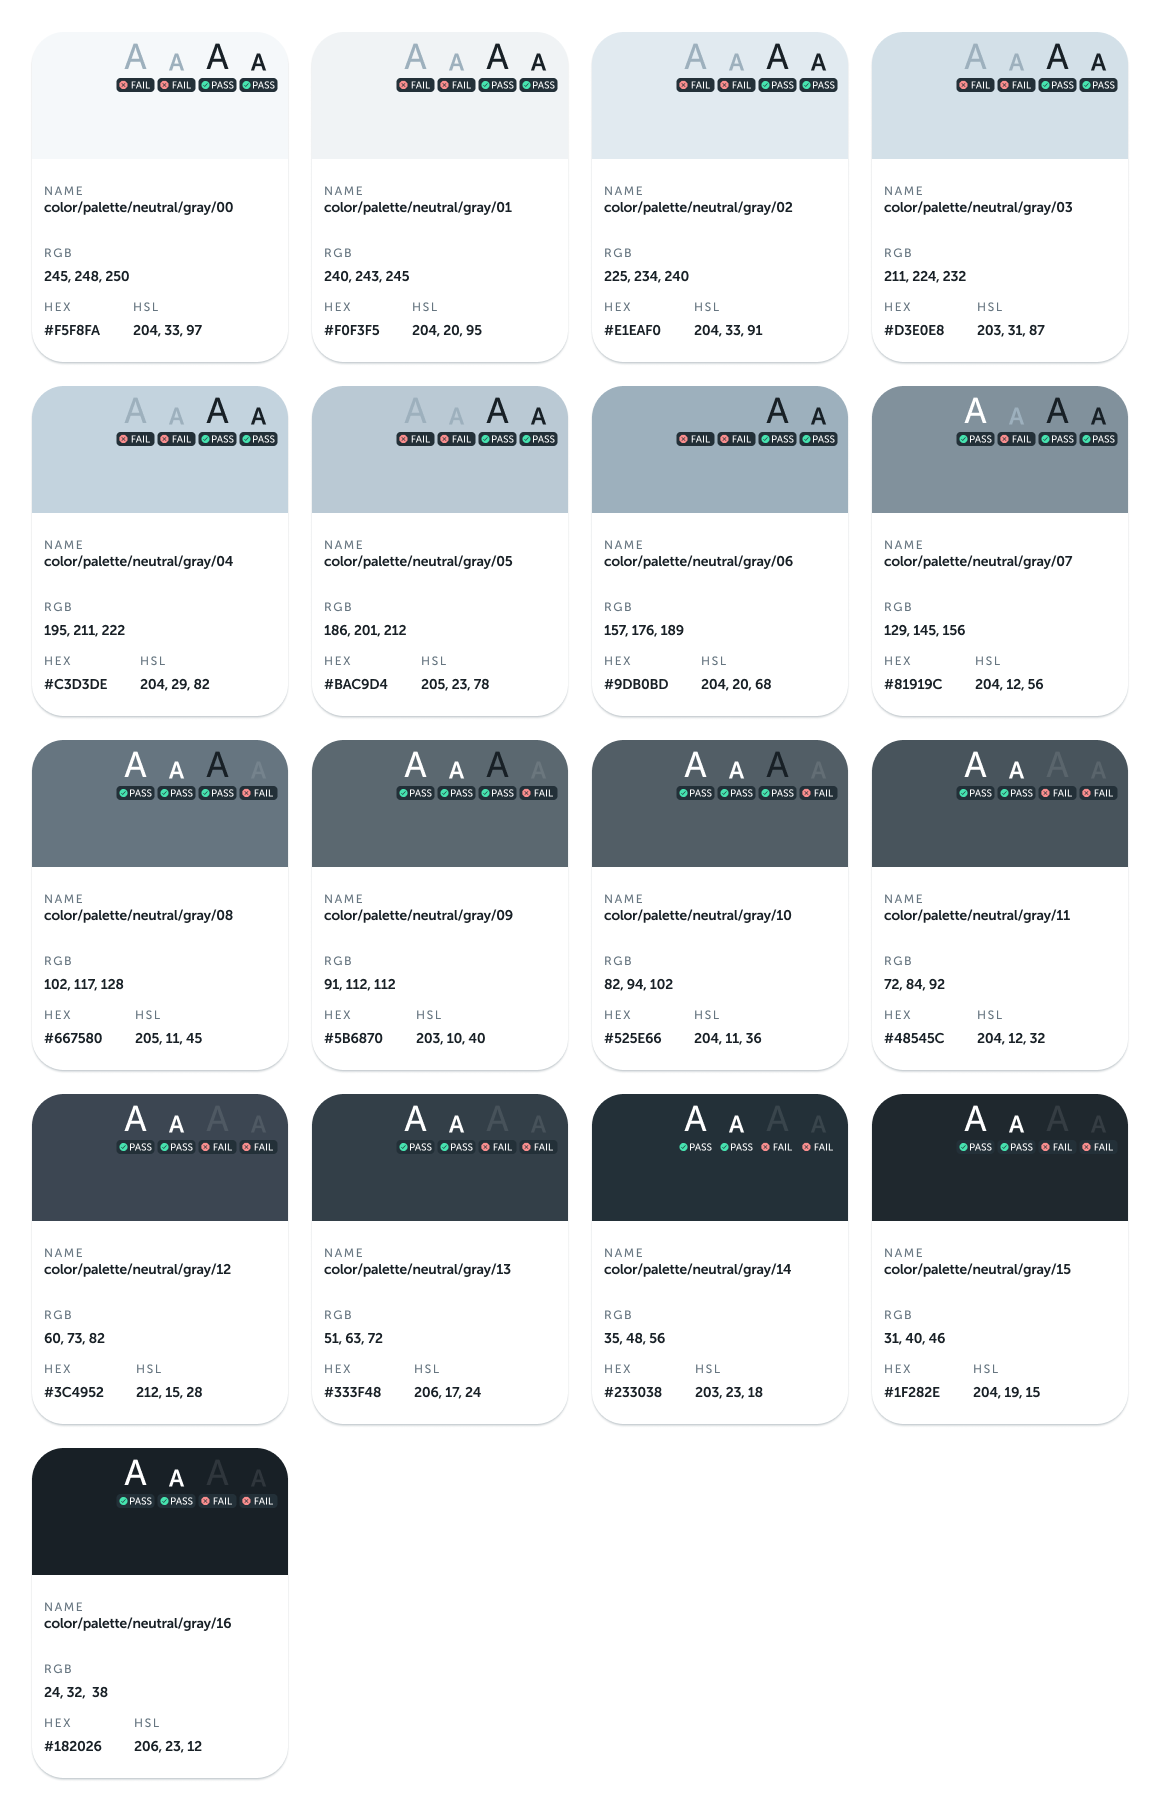 A A A A
FAIL FAIL PASS PASS
NAME
color/palette/neutral/gray/00
RGB
245, 248, 250
HEX HSL
#F5F8FA 204, 33, 97
A A A A
FAIL FAIL PASS PASS
NAME
color/palette/neutral/gray/01
RGB
240, 243, 245
HEX HSL
#F0F3F5 204, 20, 95
A A A A
FAIL FAIL PASS PASS
NAME
color/palette/neutral/gray/02
RGB
225, 234, 240
HEX HSL
#E1EAF0 204, 33, 91
A A A A
FAIL FAIL PASS PASS
NAME
color/palette/neutral/gray/03
RGB
211, 224, 232
HEX HSL
#D3E0E8 203, 31, 87
A A A A
FAIL FAIL PASS PASS
NAME
color/palette/neutral/gray/04
RGB
195, 211, 222
HEX HSL
#C3D3DE 204, 29, 82
A A A A
FAIL FAIL PASS PASS
NAME
color/palette/neutral/gray/05
RGB
186, 201, 212
HEX HSL
#BAC9D4 205, 23, 78
A A
FAIL FAIL PASS PASS
NAME
color/palette/neutral/gray/06
RGB
157, 176, 189
HEX HSL
#9DB0BD 204, 20, 68
A A A A
PASS FAIL PASS PASS
NAME
color/palette/neutral/gray/07
RGB
129, 145, 156
HEX HSL
#81919C 204, 12, 56
A A A A
PASS PASS PASS FAIL
NAME
color/palette/neutral/gray/08
RGB
102, 117, 128
HEX HSL
#667580 205, 11, 45
A A A A
PASS PASS PASS FAIL
NAME
color/palette/neutral/gray/09
RGB
91, 112, 112
HEX HSL
#5B6870 203, 10, 40
A A A A
PASS PASS PASS FAIL
NAME
color/palette/neutral/gray/10
RGB
82, 94, 102
HEX HSL
#525E66 204, 11, 36
A A A A
PASS PASS FAIL FAIL
NAME
color/palette/neutral/gray/11
RGB
72, 84, 92
HEX HSL
#48545C 204, 12, 32
A A A A
PASS PASS FAIL FAIL
NAME
color/palette/neutral/gray/12
RGB
60, 73, 82
HEX HSL
#3C4952 212, 15, 28
A A A A
PASS PASS FAIL FAIL
NAME
color/palette/neutral/gray/13
RGB
51, 63, 72
HEX HSL
#333F48 206, 17, 24
A A A A
PASS PASS FAIL FAIL
NAME
color/palette/neutral/gray/14
RGB
35, 48, 56
HEX HSL
#233038 203, 23, 18
A A A A
PASS PASS FAIL FAIL
NAME
color/palette/neutral/gray/15
RGB
31, 40, 46
HEX HSL
#1F282E 204, 19, 15
A A A A
PASS PASS FAIL FAIL
NAME
color/palette/neutral/gray/16
RGB
24, 32, 38
HEX HSL
#182026 206, 23, 12